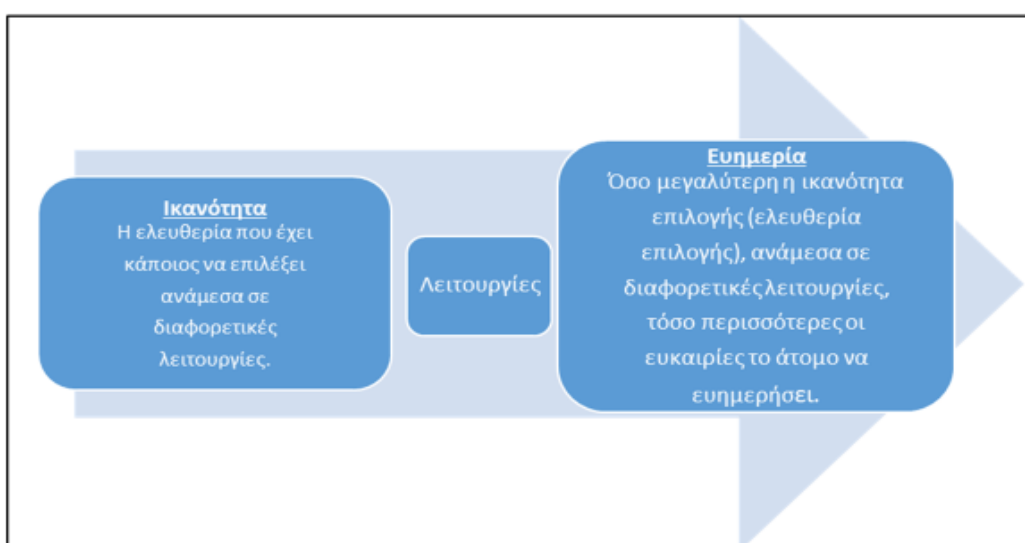 Ικανότητα
Η ελευθερία που έχει
κάποιος να επιλέξει
ανάμεσα σε
διαφορετικές
λειτουργίες.
Λειτουργίες
Ευημερία
Όσο μεγαλύτερη η ικανότητα
επιλογής (ελευθερία
επιλογής), ανάμεσα σε
διαφορετικές λειτουργίες,
τόσο περισσότερες οι
ευκαιρίες το άτομο να
ευημερήσει.